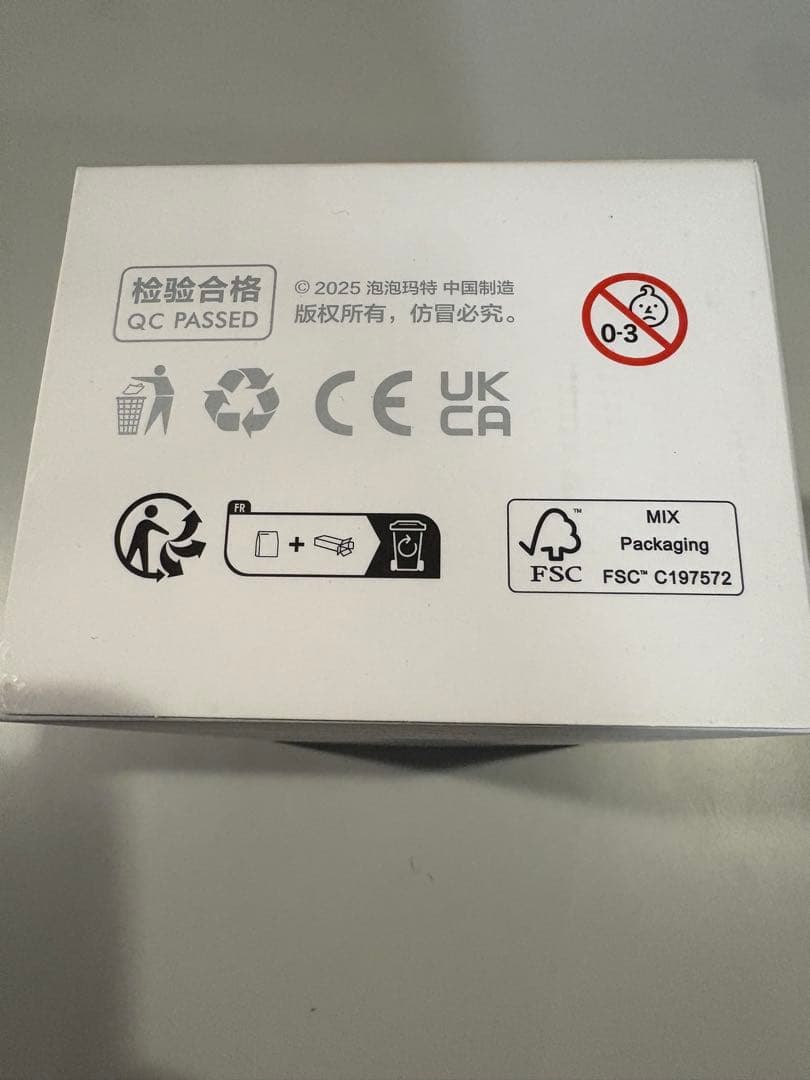 检验合格
QC PASSED
© 2025 泡泡玛特 中国制造
版权所有，仿冒必究。
0-3
CE
UK
CA
FR
+
FSC™
MIX
Packaging
FSC™ C197572